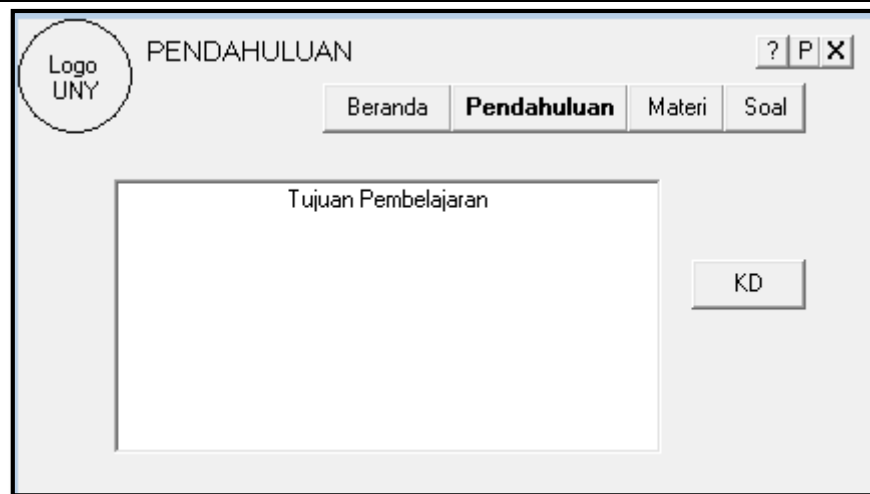 Logo
UNY
PENDAHULUAN
? P X
Beranda Pendahuluan Materi Soal
Tujuan Pembelajaran
KD